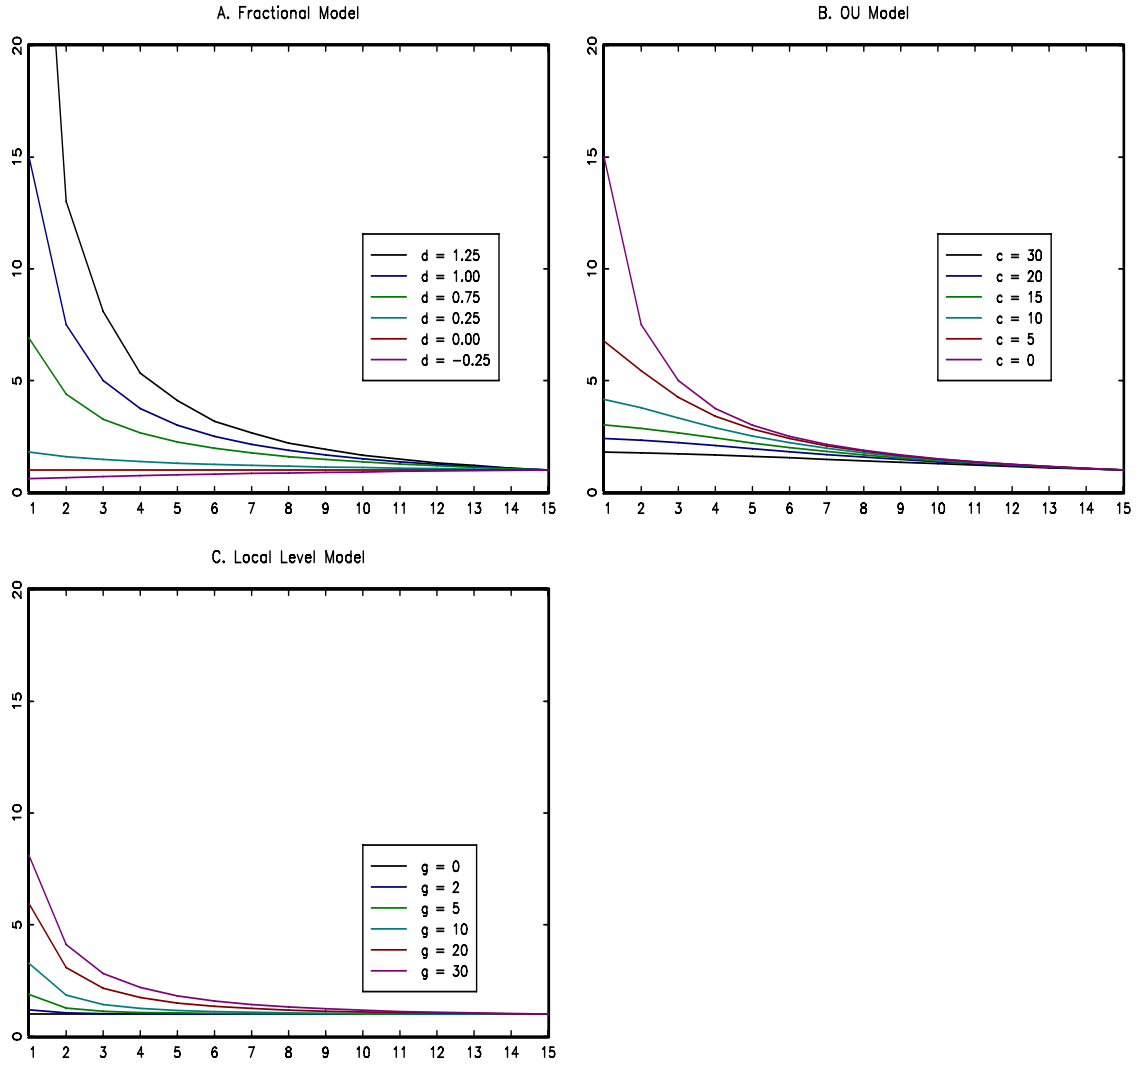 A. Fractional Model
20
15
10
5
0
d = 1.25
d = 1.00
d = 0.75
d = 0.25
d = 0.00
d = −0.25
1 2 3 4 5 6 7 8 9 10 11 12 13 14 15
B. OU Model
20
15
10
5
0
c = 30
c = 20
c = 15
c = 10
c = 5
c = 0
1 2 3 4 5 6 7 8 9 10 11 12 13 14 15
C. Local Level Model
20
15
10
5
0
g = 0
g = 2
g = 5
g = 10
g = 20
g = 30
1 2 3 4 5 6 7 8 9 10 11 12 13 14 15